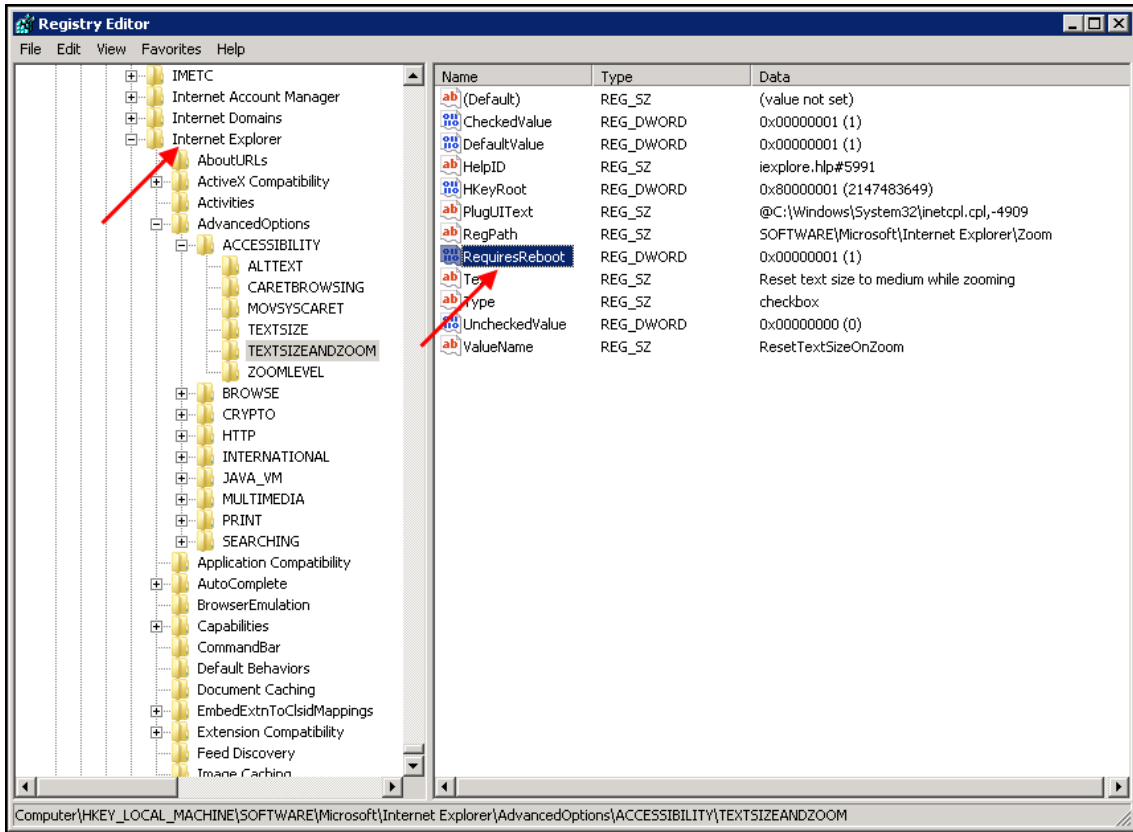 Registry Editor
File Edit View Favorites Help
IMETC
Internet Account Manager
Internet Domains
Internet Explorer
AboutURLs
ActiveX Compatibility
Activities
AdvancedOptions
ACCESSIBILITY
ALTTEXT
CARETBROWSING
MOVSYSCARET
TEXTSIZE
TEXTSIZEANDZOOM
ZOOMLEVEL
BROWSE
CRYPTO
HTTP
INTERNATIONAL
JAVA_VM
MULTIMEDIA
PRINT
SEARCHING
Application Compatibility
AutoComplete
BrowserEmulation
Capabilities
CommandBar
Default Behaviors
Document Caching
EmbedExtnToClsidMappings
Extension Compatibility
Feed Discovery
Image Caching
Name Type Data
(Default) REG_SZ (value not set)
CheckedValue REG_DWORD 0x00000001 (1)
DefaultValue REG_DWORD 0x00000001 (1)
HelpID REG_SZ iexplore.hlp#5991
HKeyRoot REG_DWORD 0x80000001 (2147483649)
PlugUIText REG_SZ @C:\Windows\System32\inetcpl.cpl,-4909
RegPath REG_SZ SOFTWARE\Microsoft\Internet Explorer\Zoom
RequiresReboot REG_DWORD 0x00000001 (1)
REG_SZ Reset text size to medium while zooming
Type REG_SZ checkbox
UncheckedValue REG_DWORD 0x00000000 (0)
ValueName REG_SZ ResetTextSizeOnZoom
Computer\HKEY_LOCAL_MACHINE\SOFTWARE\Microsoft\Internet Explorer\AdvancedOptions\ACCESSIBILITY\TEXTSIZEANDZOOM